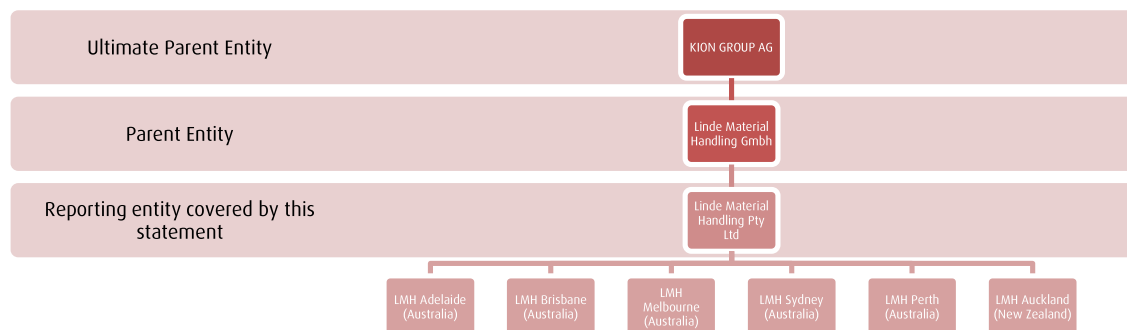 Ultimate Parent Entity
KION GROUP AG
Parent Entity
Linde Material
Handling Gmbh
Reporting entity covered by this
statement
Linde Material
Handling Pty
Ltd
LMH Adelaide
(Australia)
LMH Brisbane
(Australia)
LMH
Melbourne
(Australia)
LMH Sydney
(Australia)
LMH Perth
(Australia)
LMH Auckland
(New Zealand)